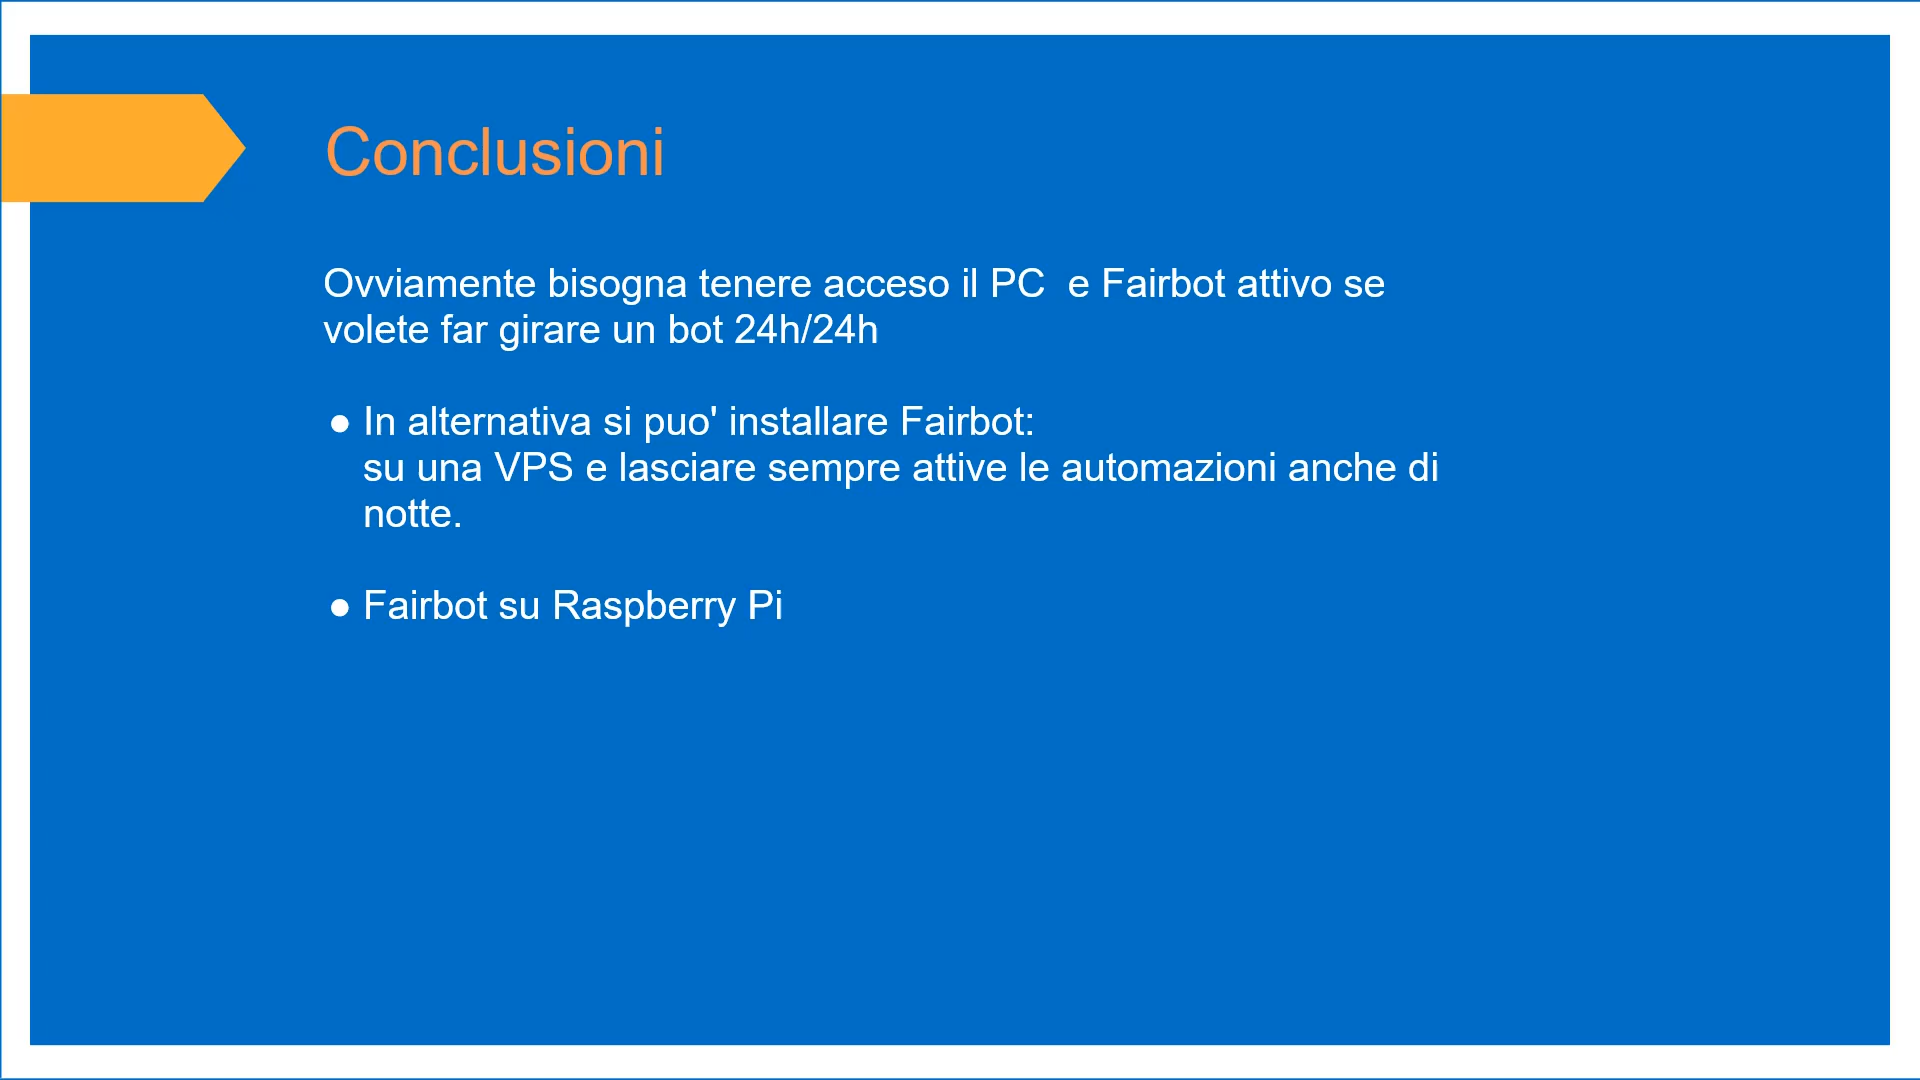 Conclusioni
Ovviamente bisogna tenere acceso il PC  e Fairbot attivo se
volete far girare un bot 24h/24h
● In alternativa si puo' installare Fairbot:
su una VPS e lasciare sempre attive le automazioni anche di
notte.
● Fairbot su Raspberry Pi